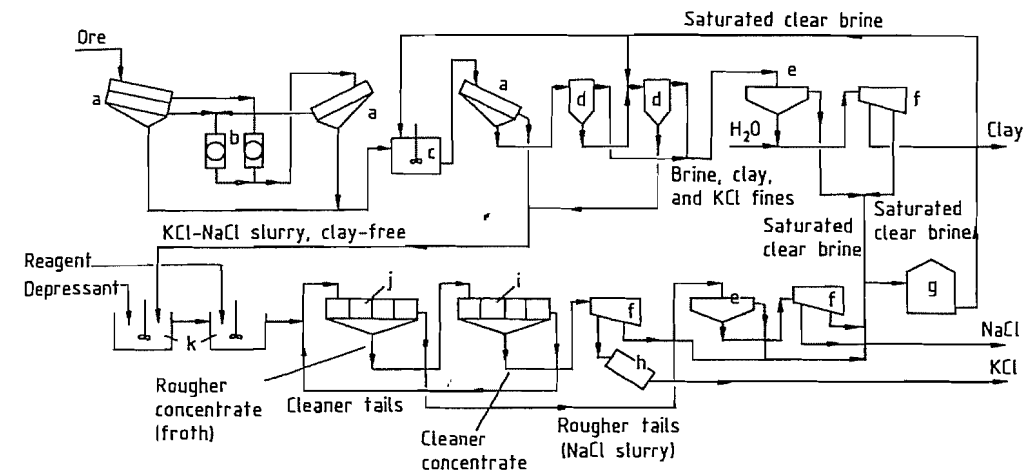 Saturated clear brine
Ore
a
b
a
c
a
d
d
e
f
H₂O
Clay
Brine, clay,
and KCl fines
Saturated
clear brine
Saturated
clear brine
KCl-NaCl slurry, clay-free
Reagent
Depressant
k
j
i
f
h
e
f
g
NaCl
KCl
Rougher
concentrate
(froth)
Cleaner tails
Cleaner
concentrate
Rougher tails
(NaCl slurry)